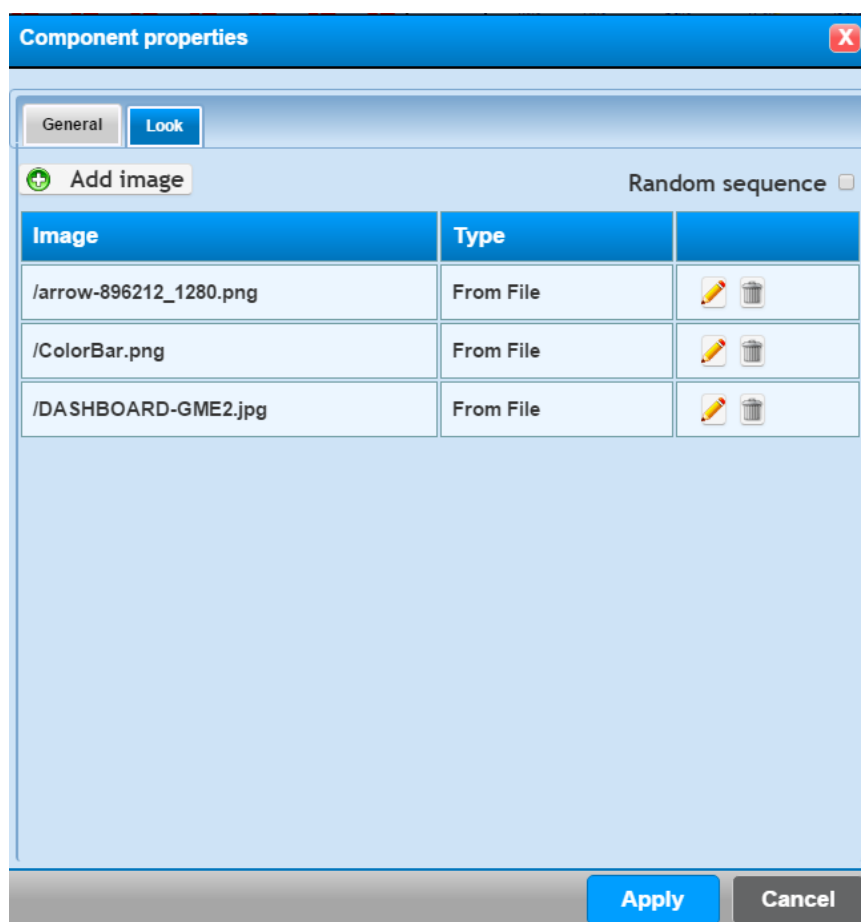 Component properties
X
General Look
Add image Random sequence
Image Type
/arrow-896212_1280.png From File
/ColorBar.png From File
/DASHBOARD-GME2.jpg From File
Apply Cancel